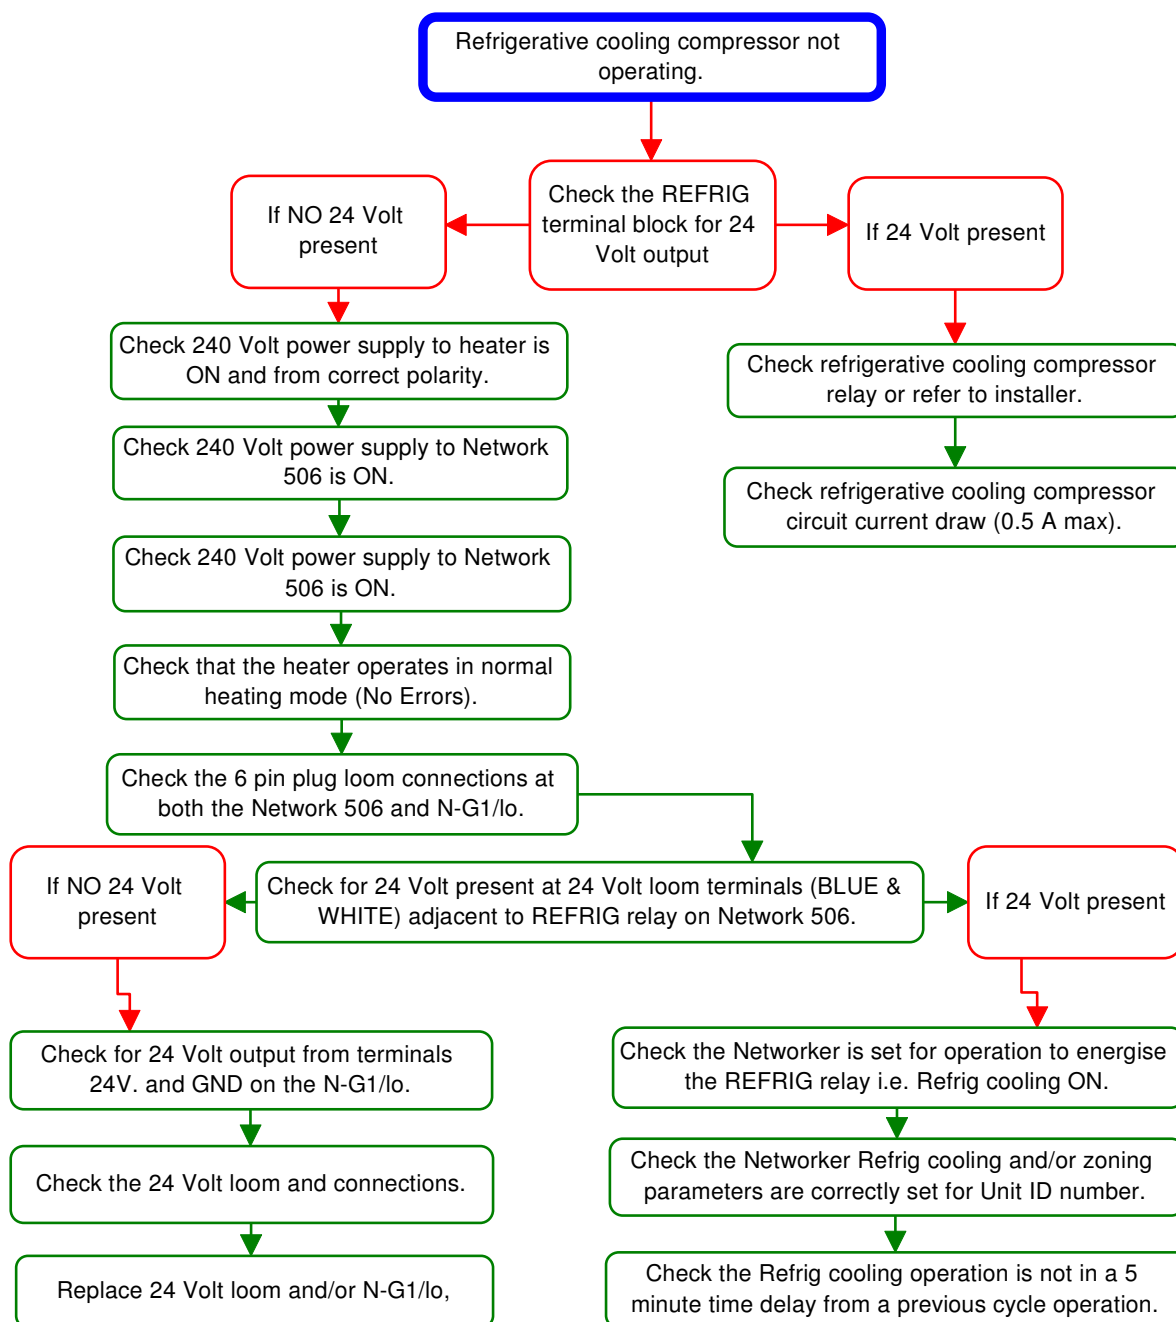 Refrigerative cooling compressor not
operating.
Check the REFRIG
terminal block for 24
Volt output
If NO 24 Volt
present
If 24 Volt present
Check 240 Volt power supply to heater is
ON and from correct polarity.
Check 240 Volt power supply to Network
506 is ON.
Check 240 Volt power supply to Network
506 is ON.
Check that the heater operates in normal
heating mode (No Errors).
Check the 6 pin plug loom connections at
both the Network 506 and N-G1/lo.
Check refrigerative cooling compressor
relay or refer to installer.
Check refrigerative cooling compressor
circuit current draw (0.5 A max).
Check for 24 Volt present at 24 Volt loom terminals (BLUE &
WHITE) adjacent to REFRIG relay on Network 506.
If NO 24 Volt
present
If 24 Volt present
Check for 24 Volt output from terminals
24V. and GND on the N-G1/lo.
Check the 24 Volt loom and connections.
Replace 24 Volt loom and/or N-G1/lo,
Check the Networker is set for operation to energise
the REFRIG relay i.e. Refrig cooling ON.
Check the Networker Refrig cooling and/or zoning
parameters are correctly set for Unit ID number.
Check the Refrig cooling operation is not in a 5
minute time delay from a previous cycle operation.